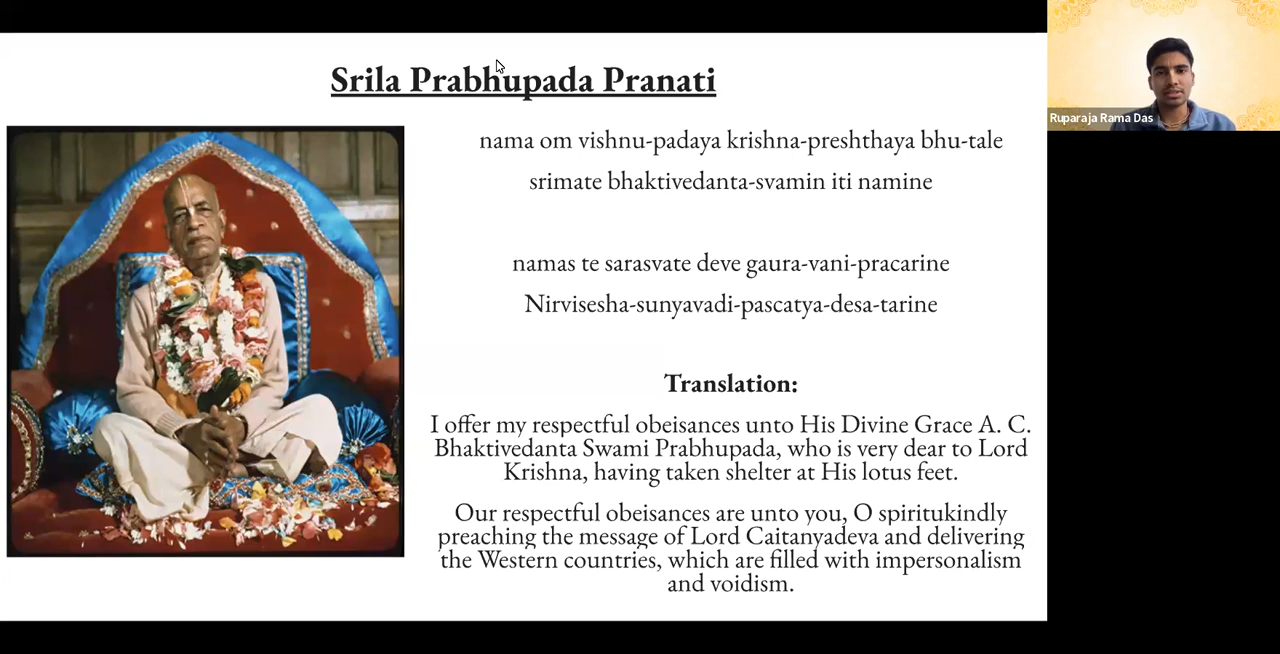 Srila Prabhupada Pranati
nama om vishnu-padaya krishna-preshthaya bhu-tale
srimate bhaktivedanta-svamin iti namine
namas te sarasvate deve gaura-vani-pracarine
Nirvisesha-sunyavadi-pascatya-desa-tarine
Translation:
I offer my respectful obeisances unto His Divine Grace A. C.
Bhaktivedanta Swami Prabhupada, who is very dear to Lord
Krishna, having taken shelter at His lotus feet.
Our respectful obeisances are unto you, O spiritukindly
preaching the message of Lord Caitanyadeva and delivering
the Western countries, which are filled with impersonalism
and voidism.
Ruparaja Rama Das